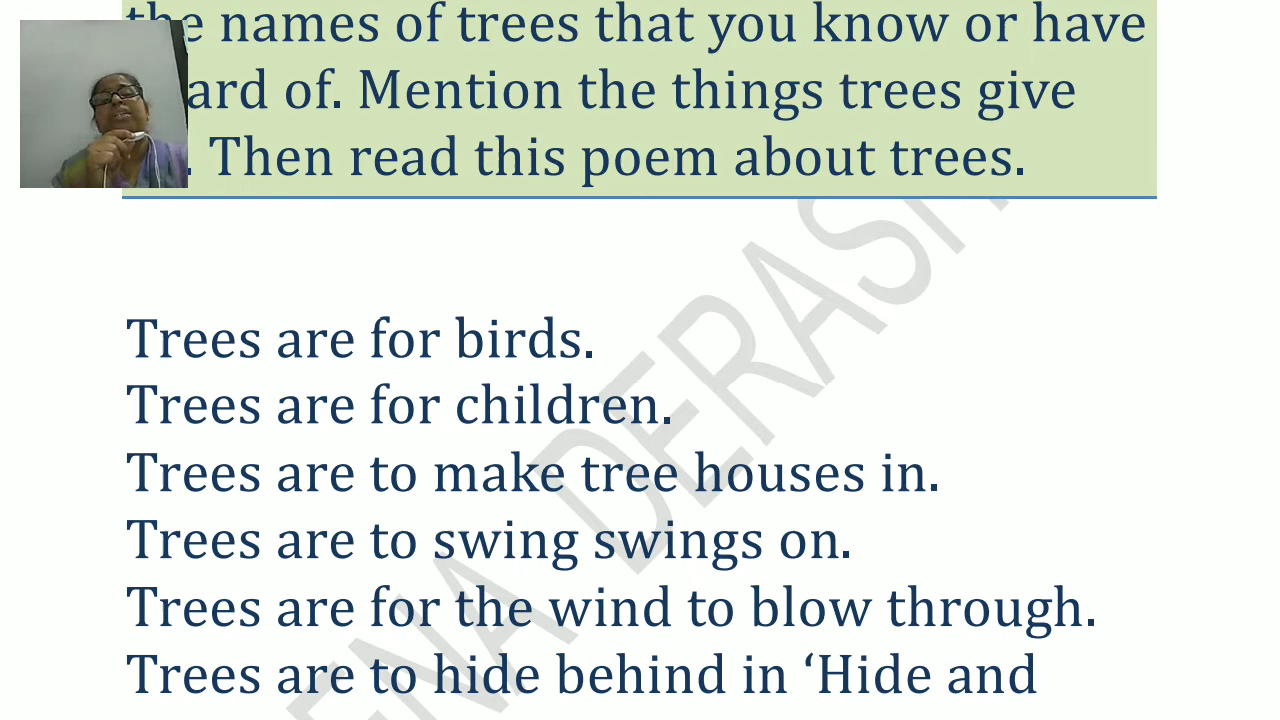 the names of trees that you know or have
ard of. Mention the things trees give
. Then read this poem about trees.
Trees are for birds.
Trees are for children.
Trees are to make tree houses in.
Trees are to swing swings on.
Trees are for the wind to blow through.
Trees are to hide behind in ‘Hide and
ENA DERASH